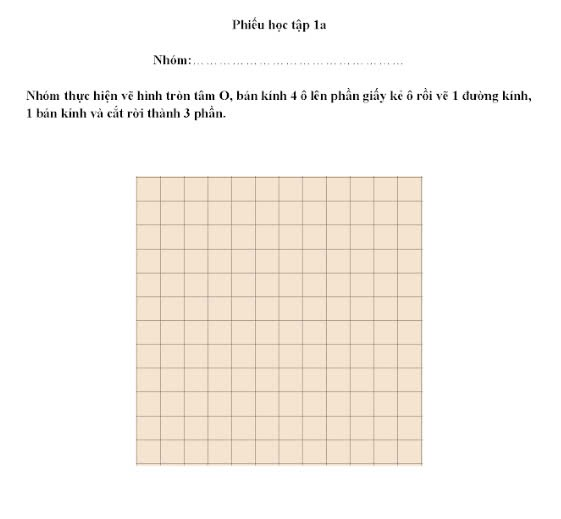 Phiếu học tập 1a
Nhóm:................................................
Nhóm thực hiện vẽ hình tròn tâm O, bán kính 4 ô lên phần giấy kẻ ô rồi vẽ 1 đường kính,
1 bán kính và cắt rời thành 3 phần.